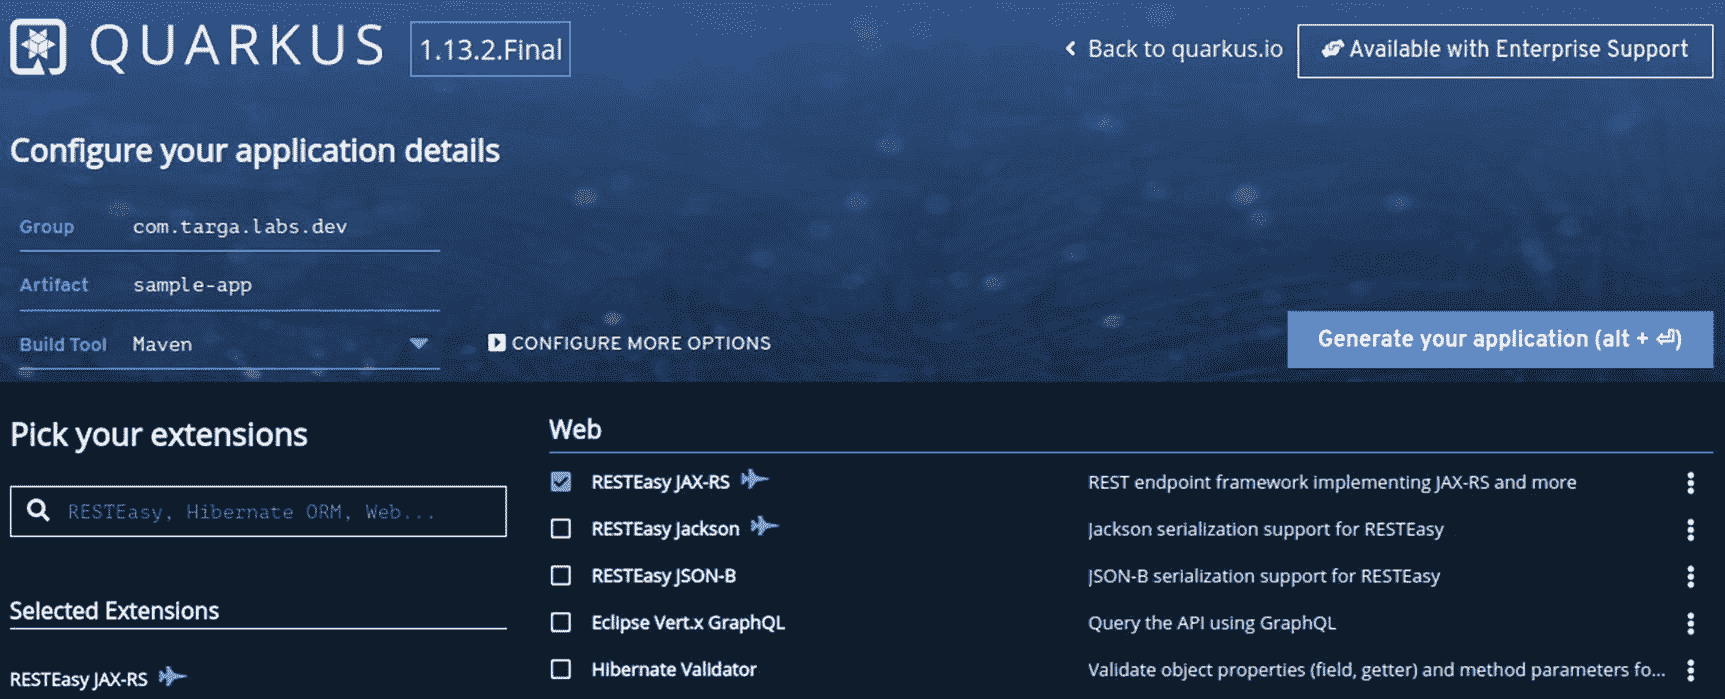 QUARKUS 1.13.2.Final
Back to quarkus.io
Available with Enterprise Support
Configure your application details
Group com.targa.labs.dev
Artifact sample-app
Build Tool Maven
CONFIGURE MORE OPTIONS
Generate your application (alt + ⏎)
Pick your extensions
RESTEasy, Hibernate ORM, Web...
Selected Extensions
RESTEasy JAX-RS
Web
RESTEasy JAX-RS REST endpoint framework implementing JAX-RS and more
RESTEasy Jackson Jackson serialization support for RESTEasy
RESTEasy JSON-B JSON-B serialization support for RESTEasy
Eclipse Vert.x GraphQL Query the API using GraphQL
Hibernate Validator Validate object properties (field, getter) and method parameters fo...